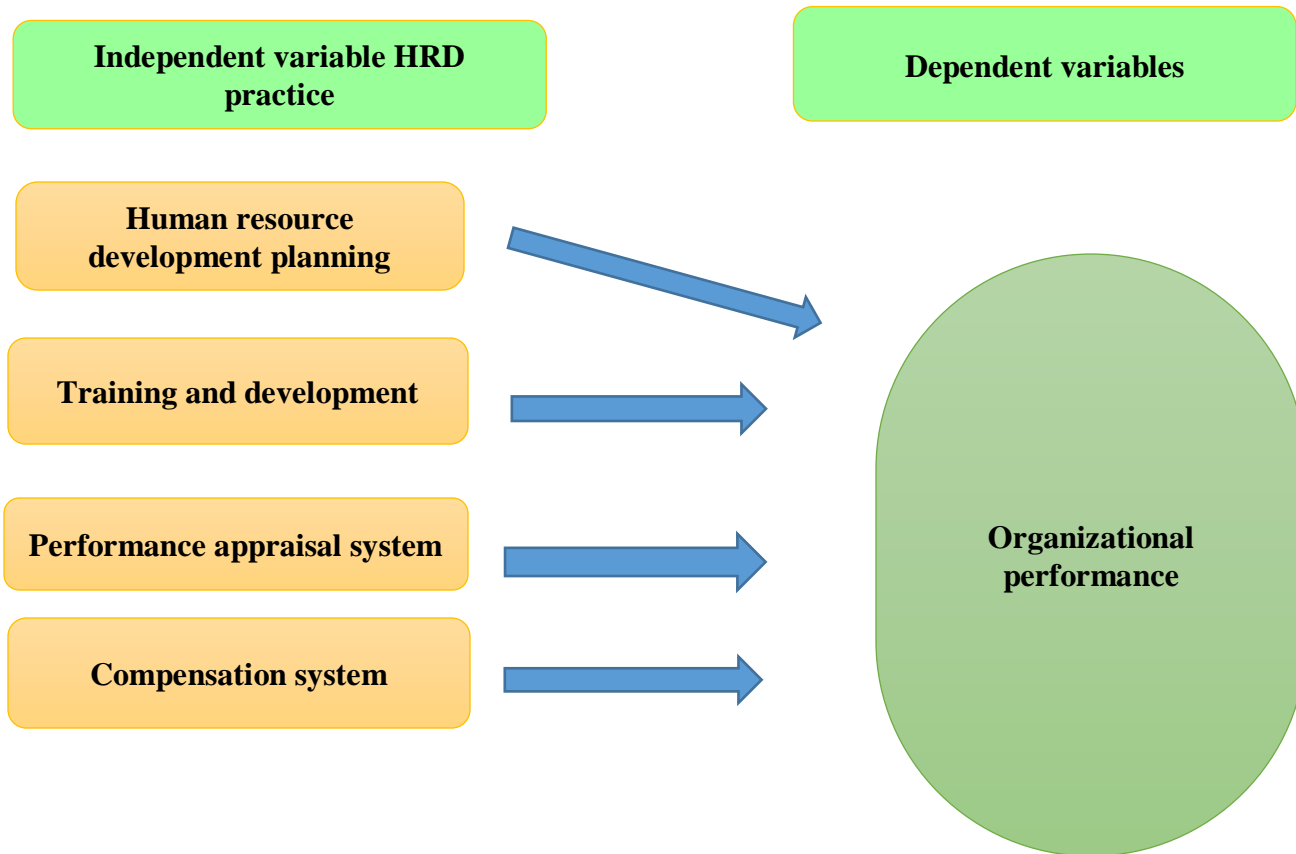 Independent variable HRD
practice
Dependent variables
Human resource
development planning
Training and development
Performance appraisal system
Compensation system
Organizational
performance